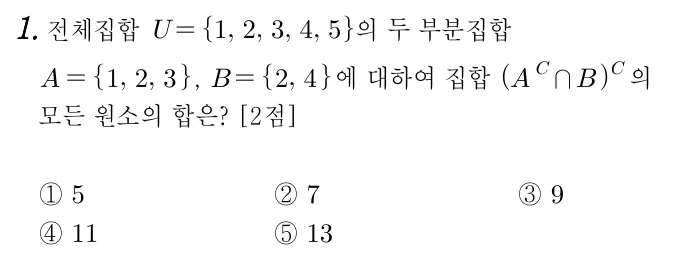 1. 전체집합 U={1, 2, 3, 4, 5}의 두 부분집합
A={1, 2, 3}, B={2, 4}에 대하여 집합 (A^C∩B)^C의
모든 원소의 합은? [2점]
① 5 ② 7 ③ 9
④ 11 ⑤ 13